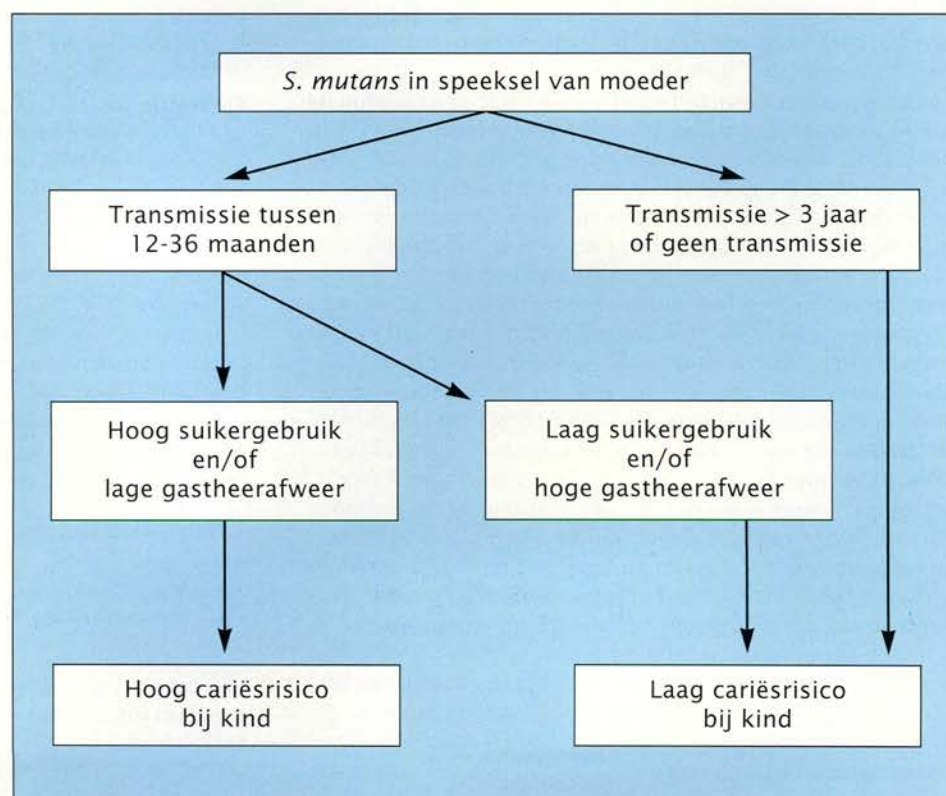 S. mutans in speeksel van moeder
Transmissie tussen
12-36 maanden
Transmissie > 3 jaar
of geen transmissie
Hoog suikergebruik
en/of
lage gastheerafweer
Laag suikergebruik
en/of
hoge gastheerafweer
Hoog cariësrisico
bij kind
Laag cariësrisico
bij kind